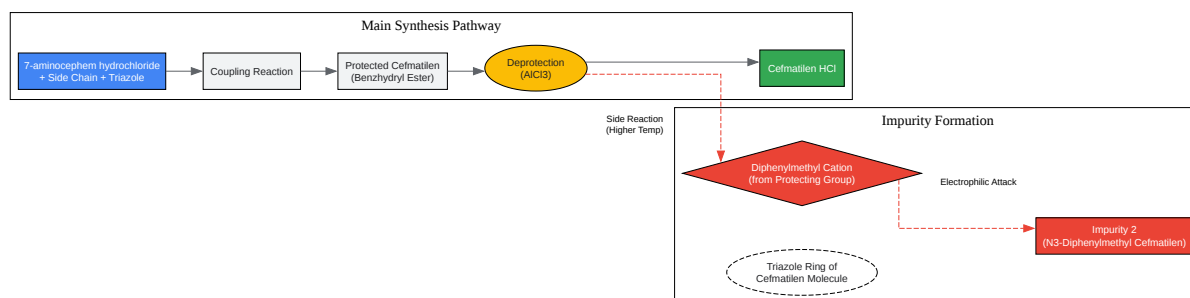 Main Synthesis Pathway
7-aminocephem hydrochloride
+ Side Chain + Triazole
Coupling Reaction
Protected Cefmatilen
(Benzhydryl Ester)
Deprotection
(AlCl3)
Cefmatilen HCl
Side Reaction
(Higher Temp)
Impurity Formation
Diphenylmethyl Cation
(from Protecting Group)
Electrophilic Attack
Impurity 2
(N3-Diphenylmethyl Cefmatilen)
Triazole Ring of
Cefmatilen Molecule